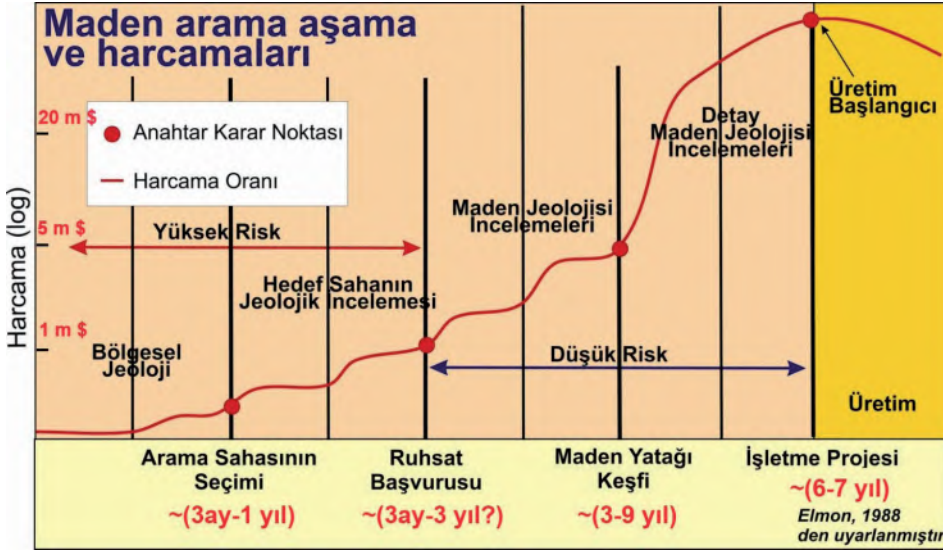 Maden arama aşama
ve harcamaları
20 m $
Anahtar Karar Noktası
Harcama Oranı
Harcama (log)
5 m $
1 m $
Yüksek Risk
Bölgesel
Jeoloji
Hedef Sahanın
Jeolojik İncelemesi
Maden Jeolojisi
İncelemeleri
Detay
Maden Jeolojisi
İncelemeleri
Üretim
Başlangıcı
Düşük Risk
Üretim
Arama Sahasının
Seçimi
~(3ay-1 yıl)
Ruhsat
Başvurusu
~(3ay-3 yıl?)
Maden Yatağı
Keşfi
~(3-9 yıl)
İşletme Projesi
~(6-7 yıl)
Elmon, 1988
den uyarlanmıştır